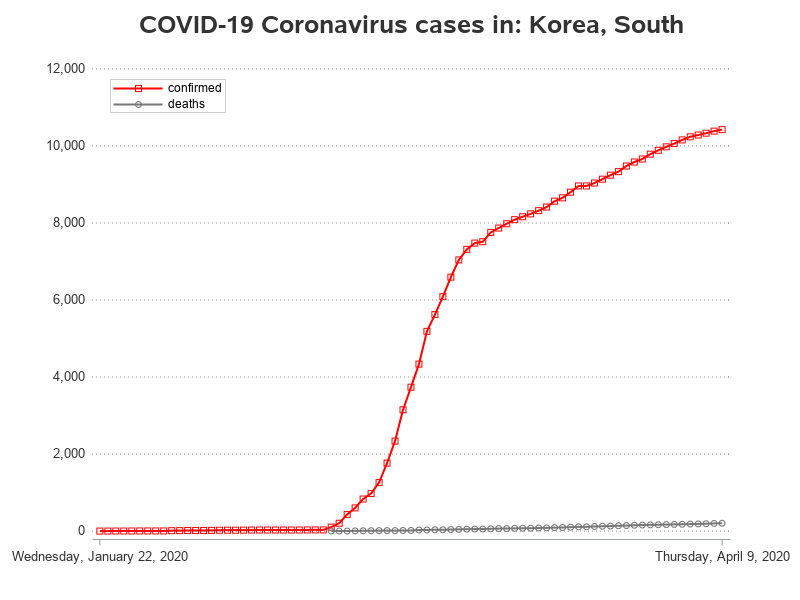 COVID-19 Coronavirus cases in: Korea, South
12,000
confirmed
deaths
10,000
8,000
6,000
4,000
2,000
0
Wednesday, January 22, 2020
Thursday, April 9, 2020